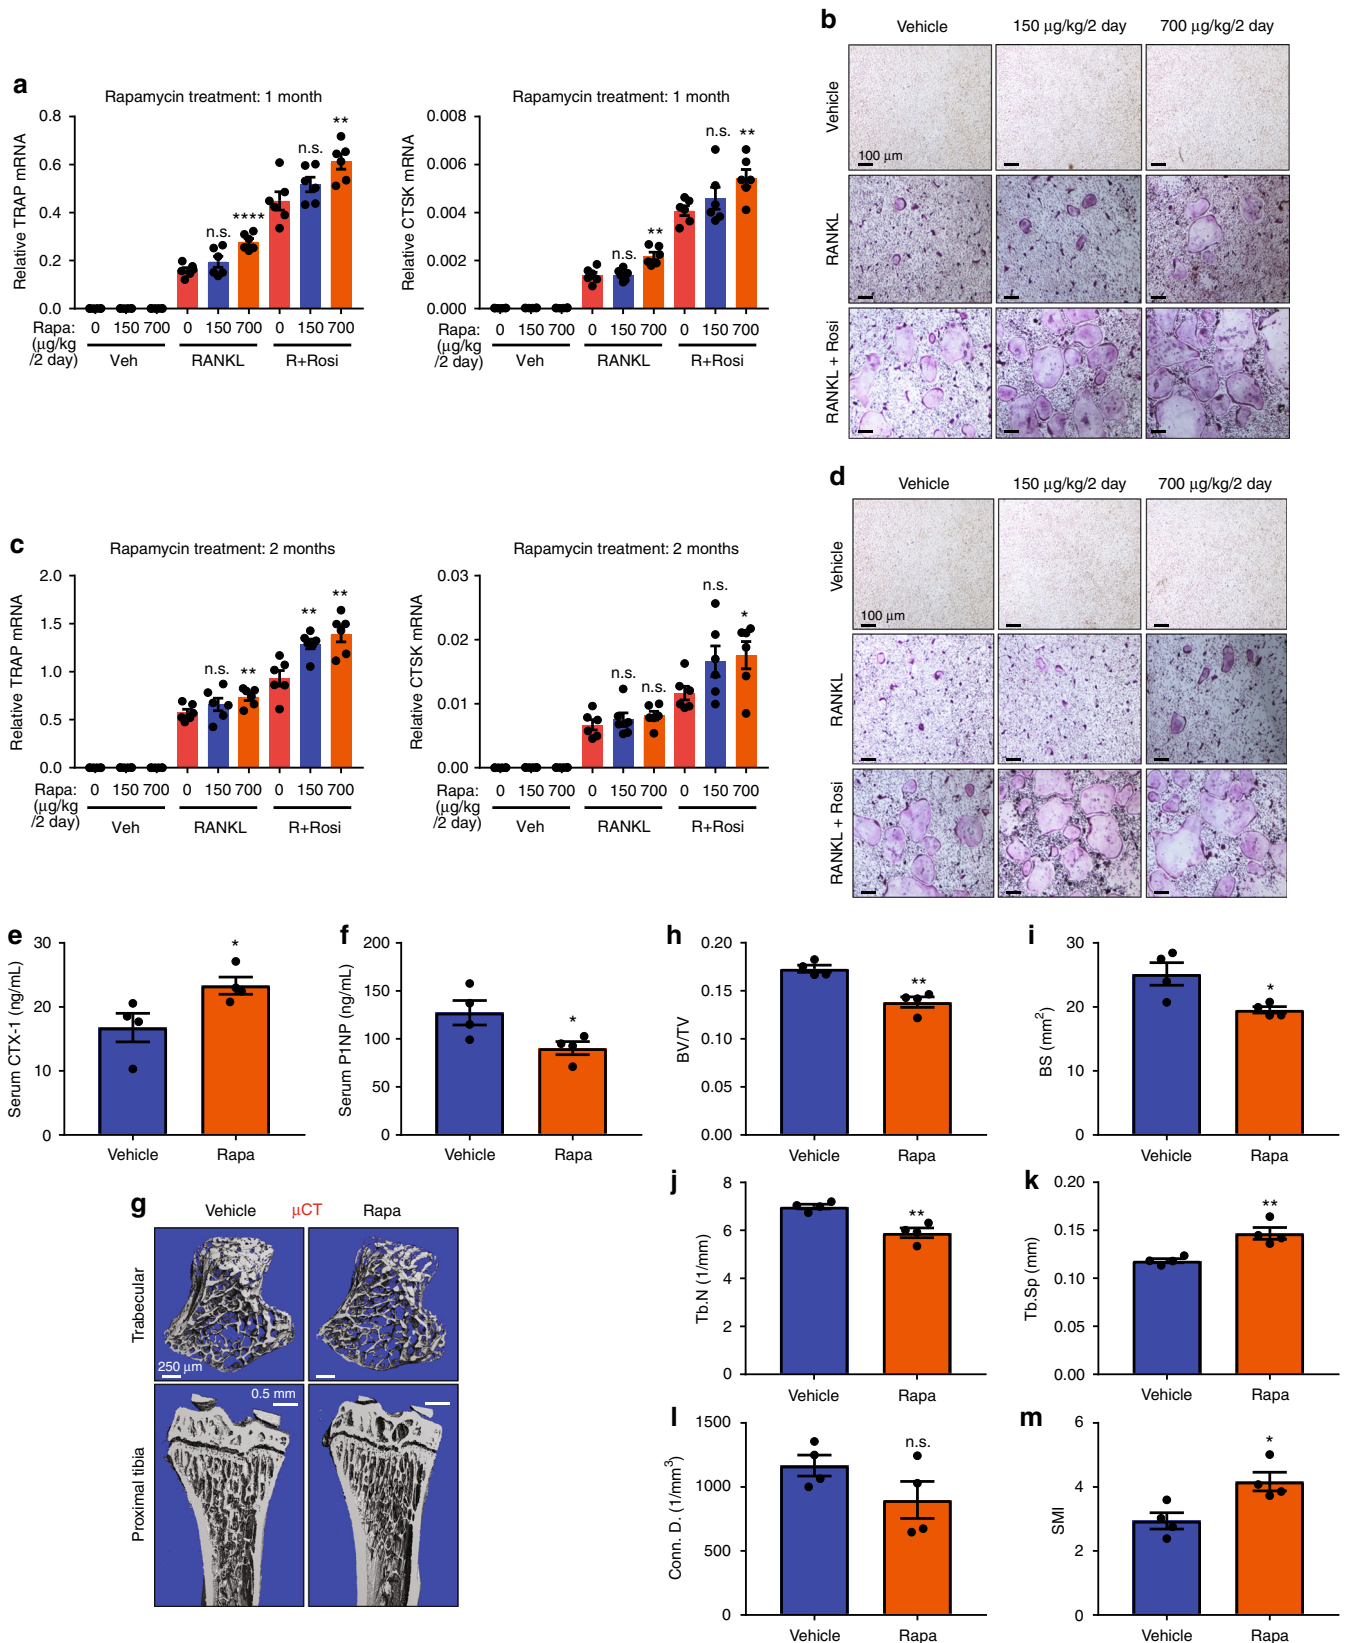 a
Rapamycin treatment: 1 month
Relative TRAP mRNA
0.8
0.6
0.4
0.2
0.0
n.s.
****
n.s.
**
Rapa: 0 150 700 0 150 700 0 150 700
(μg/kg
/2 day)
Veh RANKL R+Rosi
Rapamycin treatment: 1 month
Relative CTSK mRNA
0.008
0.006
0.004
0.002
0.000
n.s.
**
n.s.
**
Rapa: 0 150 700 0 150 700 0 150 700
(μg/kg
/2 day)
Veh RANKL R+Rosi
b
Vehicle 150 μg/kg/2 day 700 μg/kg/2 day
Vehicle
100 μm
RANKL
RANKL + Rosi
c
Rapamycin treatment: 2 months
Relative TRAP mRNA
2.0
1.5
1.0
0.5
0.0
n.s.
**
**
**
Rapa: 0 150 700 0 150 700 0 150 700
(μg/kg
/2 day)
Veh RANKL R+Rosi
Rapamycin treatment: 2 months
Relative CTSK mRNA
0.03
0.02
0.01
0.00
n.s.
n.s.
n.s.
*
Rapa: 0 150 700 0 150 700 0 150 700
(μg/kg
/2 day)
Veh RANKL R+Rosi
d
Vehicle 150 μg/kg/2 day 700 μg/kg/2 day
Vehicle
100 μm
RANKL
RANKL + Rosi
e
Serum CTX-1 (ng/mL)
30
20
10
0
*
Vehicle Rapa
f
Serum P1NP (ng/mL)
200
150
100
50
0
*
Vehicle Rapa
g
Vehicle μCT Rapa
Trabecular
250 μm
Proximal tibia
0.5 mm
h
BV/TV
0.20
0.15
0.10
0.05
0.00
**
Vehicle Rapa
i
BS (mm²)
30
20
10
0
*
Vehicle Rapa
j
Tb.N (1/mm)
8
6
4
2
0
**
Vehicle Rapa
k
Tb.Sp (mm)
0.20
0.15
0.10
0.05
0.00
**
Vehicle Rapa
l
Conn. D. (1/mm³)
1500
1000
500
0
n.s.
Vehicle Rapa
m
SMI
6
4
2
0
*
Vehicle Rapa